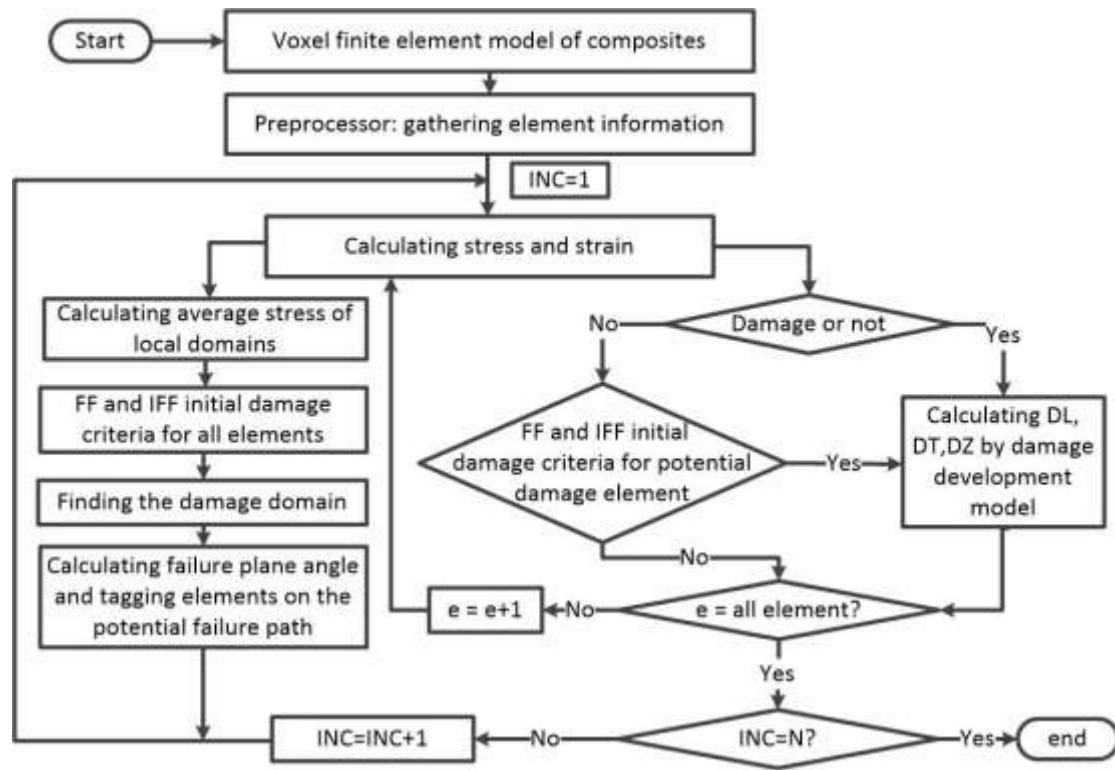 Start
Voxel finite element model of composites
Preprocessor: gathering element information
INC=1
Calculating stress and strain
Calculating average stress of
local domains
FF and IFF initial damage
criteria for all elements
Finding the damage domain
Calculating failure plane angle
and tagging elements on the
potential failure path
Damage or not
No
Yes
FF and IFF initial
damage criteria for potential
damage element
Yes
Calculating DL,
DT,DZ by damage
development
model
No
e = all element?
No
e = e+1
Yes
INC=N?
No
INC=INC+1
Yes
end